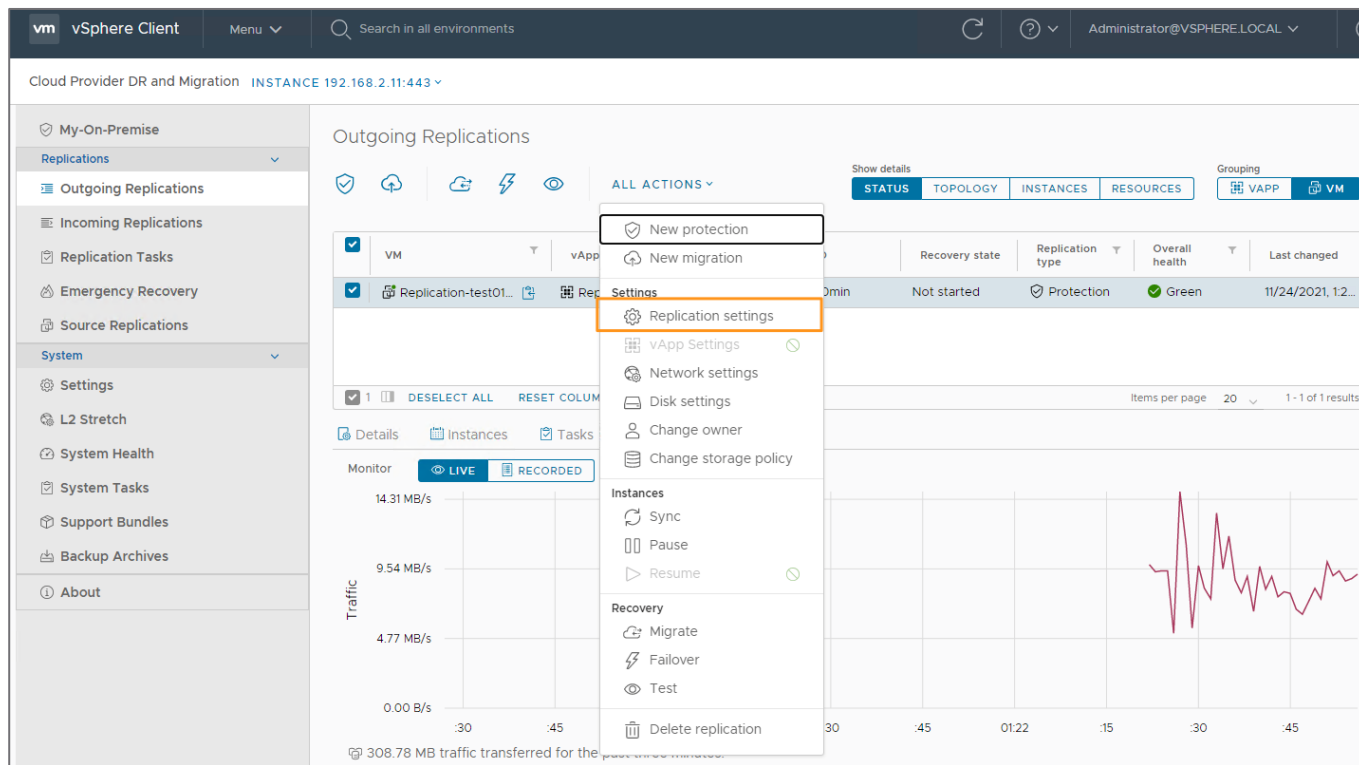 vm vSphere Client Menu Search in all environments Administrator@VSPHERE.LOCAL
Cloud Provider DR and Migration INSTANCE 192.168.2.11:443
My-On-Premise
Replications
Outgoing Replications
Incoming Replications
Replication Tasks
Emergency Recovery
Source Replications
System
Settings
L2 Stretch
System Health
System Tasks
Support Bundles
Backup Archives
About
Outgoing Replications
ALL ACTIONS
Show details
STATUS TOPOLOGY INSTANCES RESOURCES
Grouping
VAPP VM
VM vApp Recovery state Replication type Overall health Last changed
Replication-test01... Rep 0min Not started Protection Green 11/24/2021, 1:2...
1 DESELECT ALL RESET COLUM Items per page 20 1 - 1 of 1 results
New protection
New migration
Settings
Replication settings
vApp Settings
Network settings
Disk settings
Change owner
Change storage policy
Instances
Sync
Pause
Resume
Recovery
Migrate
Failover
Test
Delete replication
Details Instances Tasks
Monitor LIVE RECORDED
14.31 MB/s
9.54 MB/s
4.77 MB/s
0.00 B/s
Traffic
:30 :45 30 :45 01:22 :15 :30 :45
308.78 MB traffic transferred for the past three minutes.